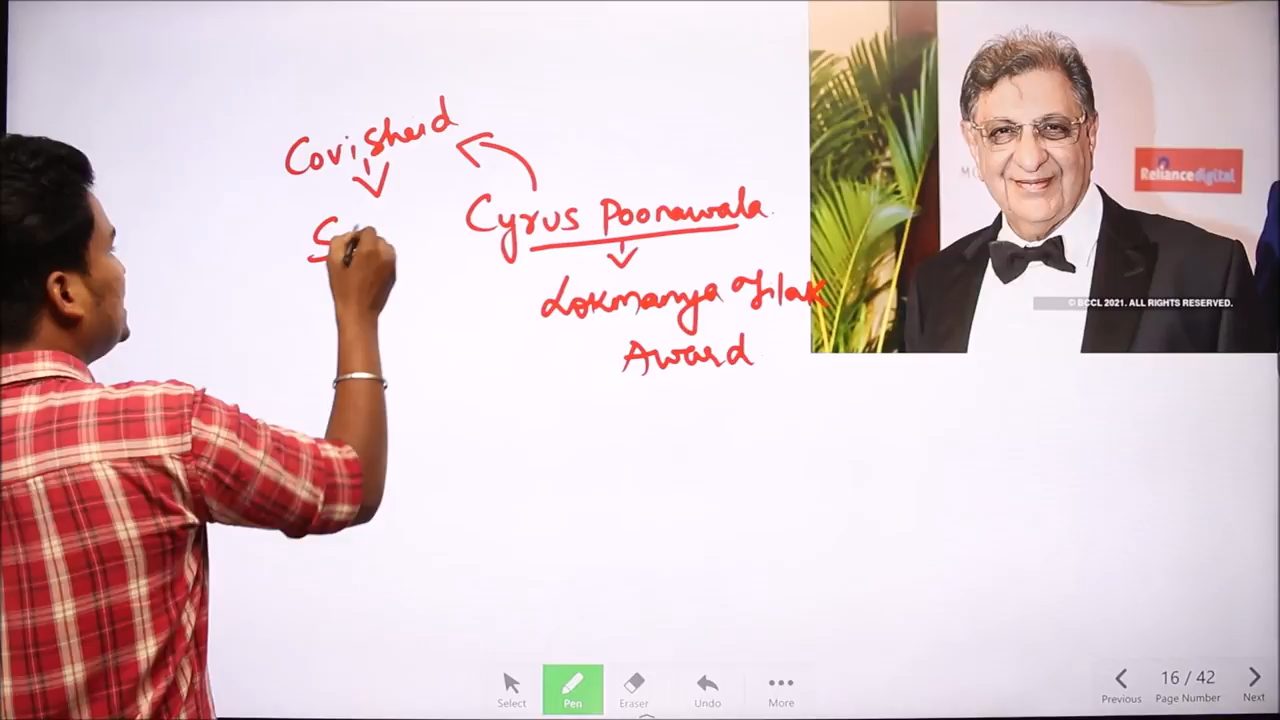 Covisheid
S
Cyrus Poonawala
Lokmanya Tilak
Award
Reliance digital
© BCCL 2021. ALL RIGHTS RESERVED.
Select
Pen
Eraser
Undo
More
Previous
16 / 42
Page Number
Next